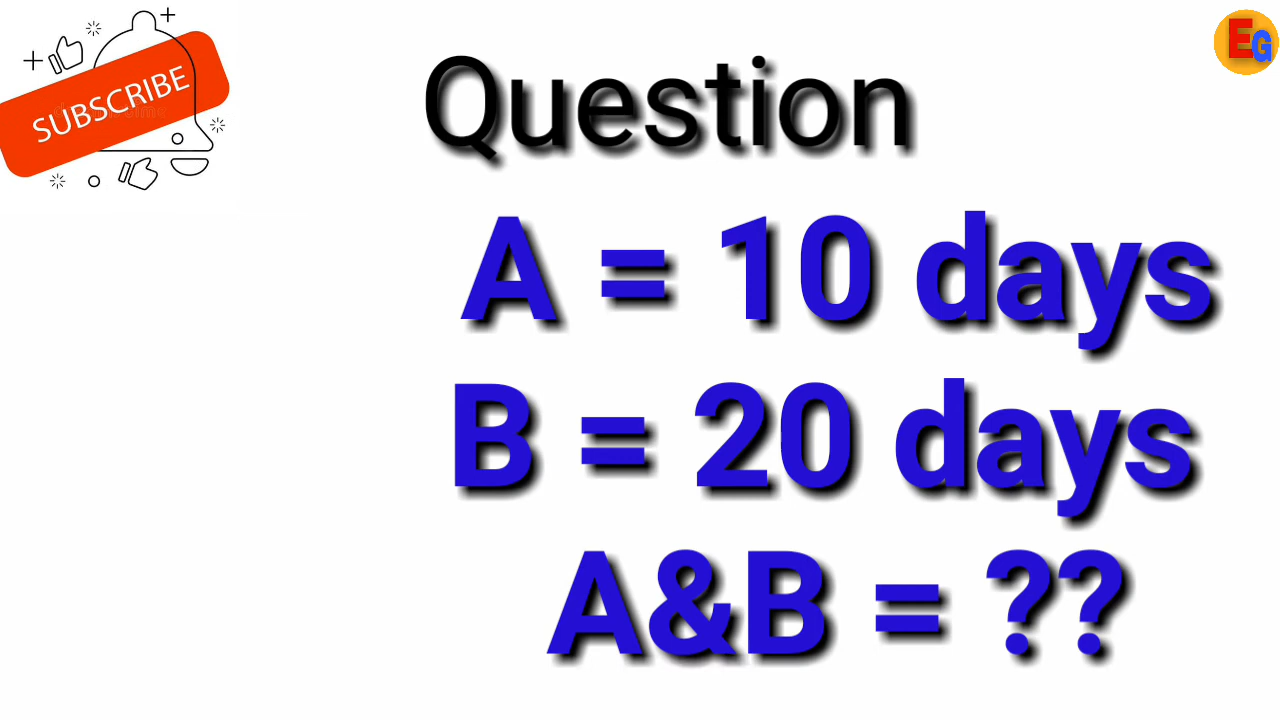 SUBSCRIBE
EG
Question
A = 10 days
B = 20 days
A&B = ??